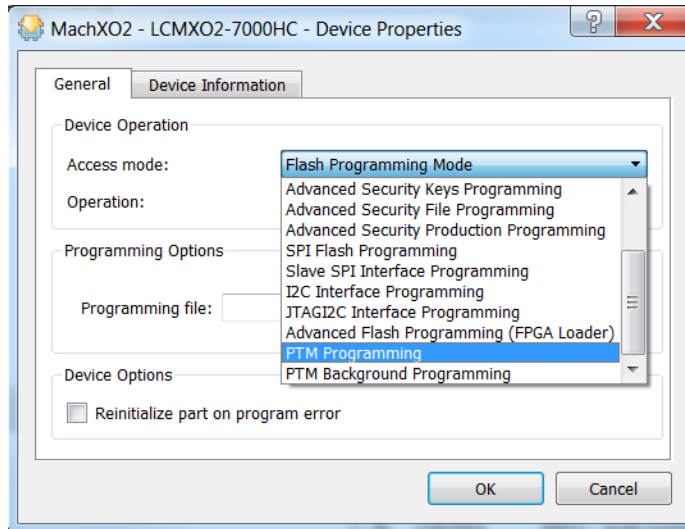 MachXO2 - LCMXO2-7000HC - Device Properties
General Device Information
Device Operation
Access mode: Flash Programming Mode
Operation:
Advanced Security Keys Programming
Advanced Security File Programming
Advanced Security Production Programming
SPI Flash Programming
Slave SPI Interface Programming
I2C Interface Programming
JTAGI2C Interface Programming
Advanced Flash Programming (FPGA Loader)
PTM Programming
PTM Background Programming
Programming Options
Programming file:
Device Options
Reinitialize part on program error
OK Cancel